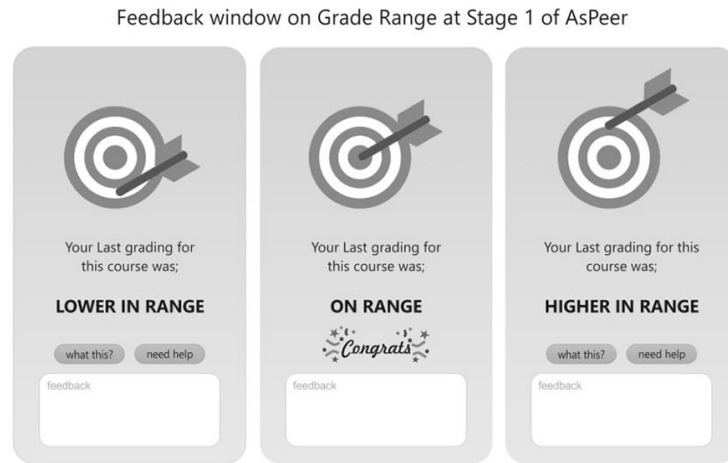 Feedback window on Grade Range at Stage 1 of AsPeer
Your Last grading for
this course was;
LOWER IN RANGE
what this?
need help
feedback
Your Last grading for
this course was;
ON RANGE
Congrats
feedback
Your Last grading for this
course was;
HIGHER IN RANGE
what this?
need help
feedback